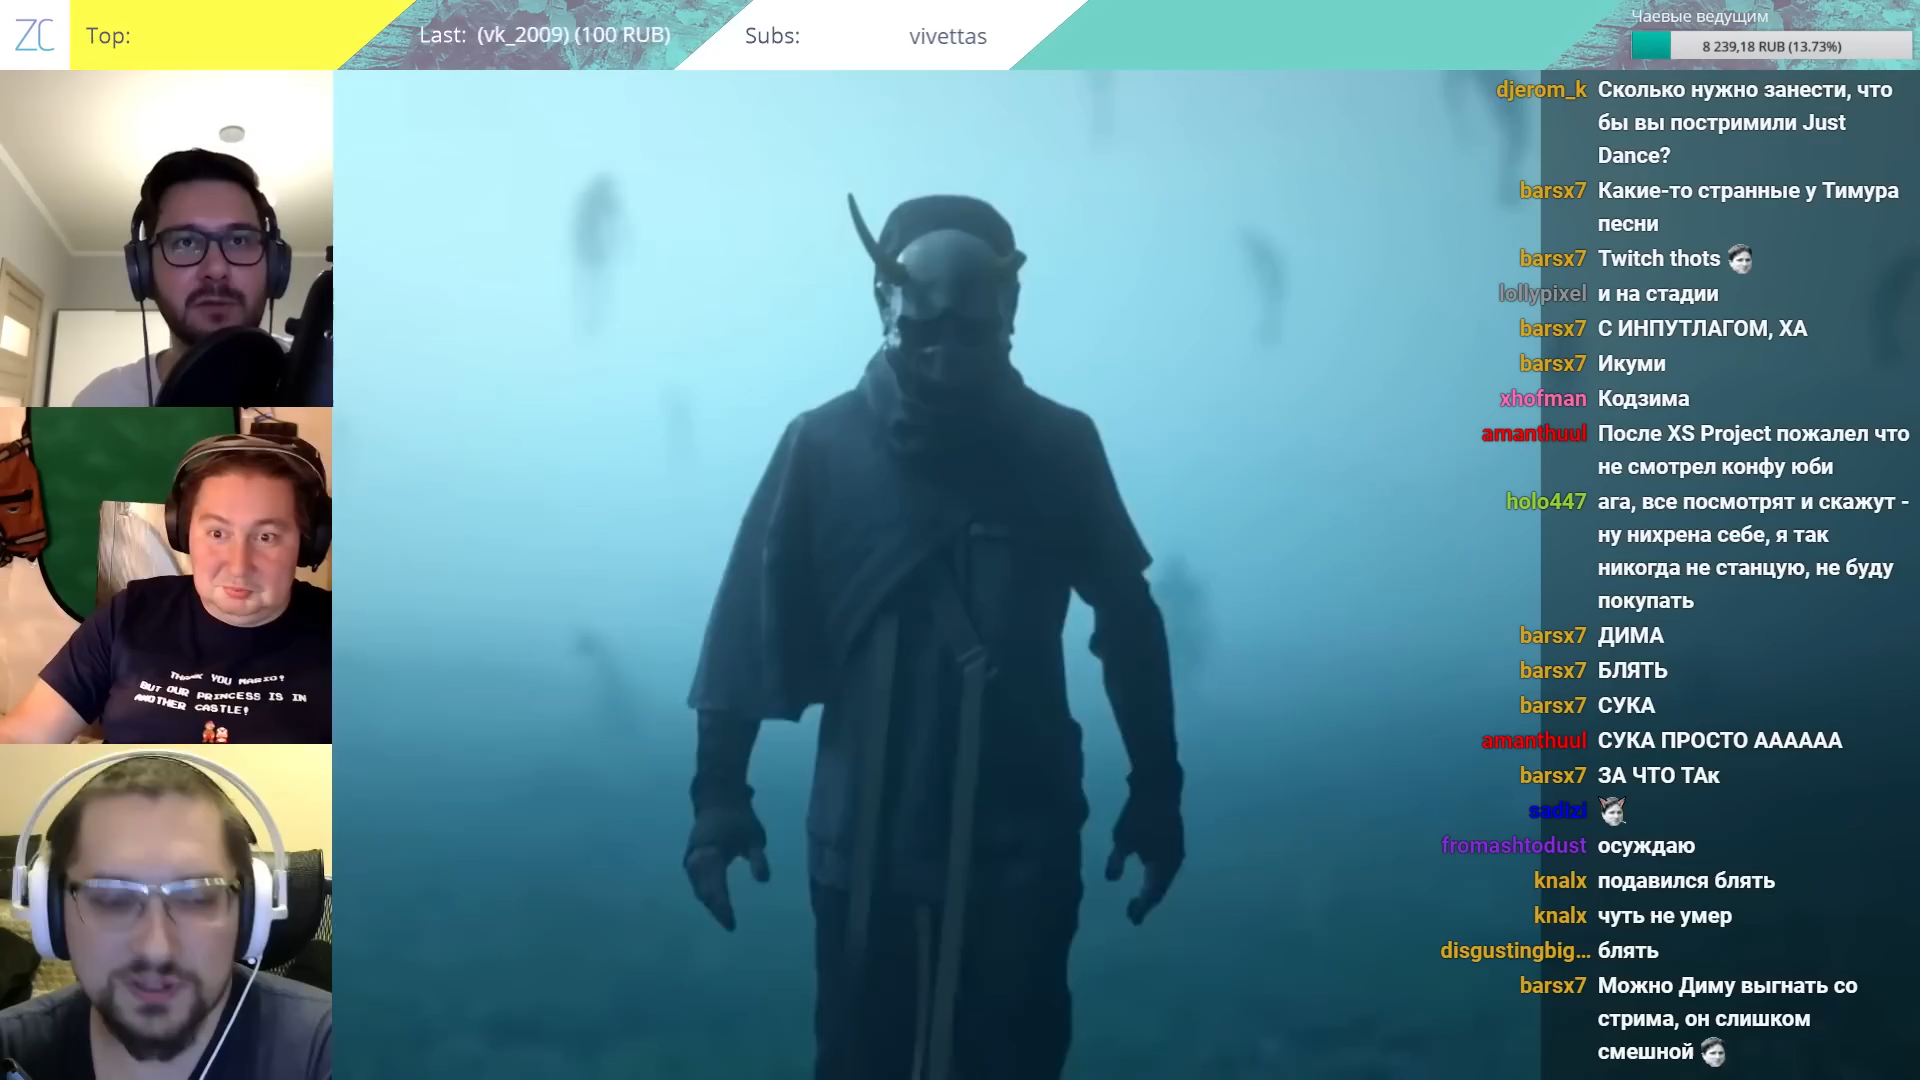 ZC
Top:
Last: (vk_2009) (100 RUB)
Subs:
vivettas
Чаевые ведущим
8 239,18 RUB (13.73%)
THANK YOU MARIO!
BUT OUR PRINCESS IS IN
ANOTHER CASTLE!
djerom_k Сколько нужно занести, что
бы вы постримили Just
Dance?
barsx7 Какие-то странные у Тимура
песни
barsx7 Twitch thots
lollypixel и на стадии
barsx7 С ИНПУТЛАГОМ, ХА
barsx7 Икуми
xhofman Кодзима
amanthuul После XS Project пожалел что
не смотрел конфу юби
holo447 ага, все посмотрят и скажут -
ну нихрена себе, я так
никогда не станцую, не буду
покупать
barsx7 ДИМА
barsx7 БЛЯТЬ
barsx7 СУКА
amanthuul СУКА ПРОСТО АААААА
barsx7 ЗА ЧТО ТАк
sadizi
fromashtodust осуждаю
knalx подавился блять
knalx чуть не умер
disgustingbig... блять
barsx7 Можно Диму выгнать со
стрима, он слишком
смешной